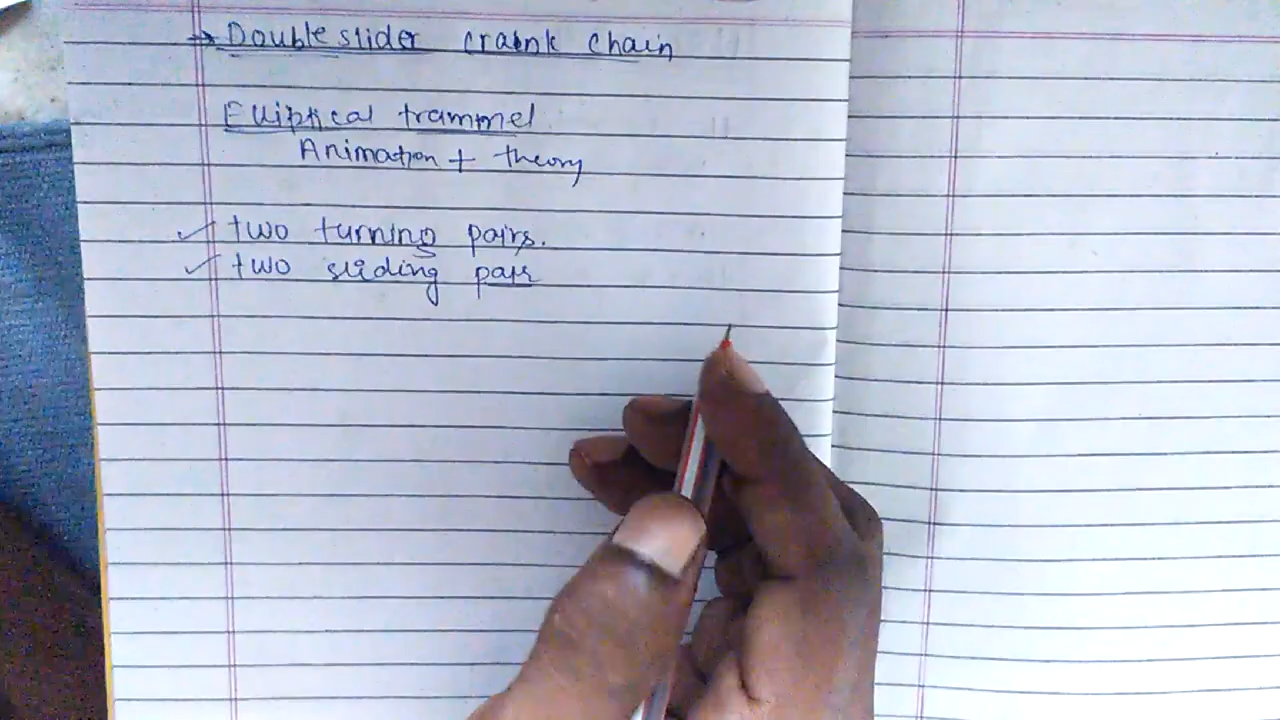 → Double slider crank chain
Elliptical trammel.
Animation + theory
✓ two turning pairs.
✓ two sliding pair